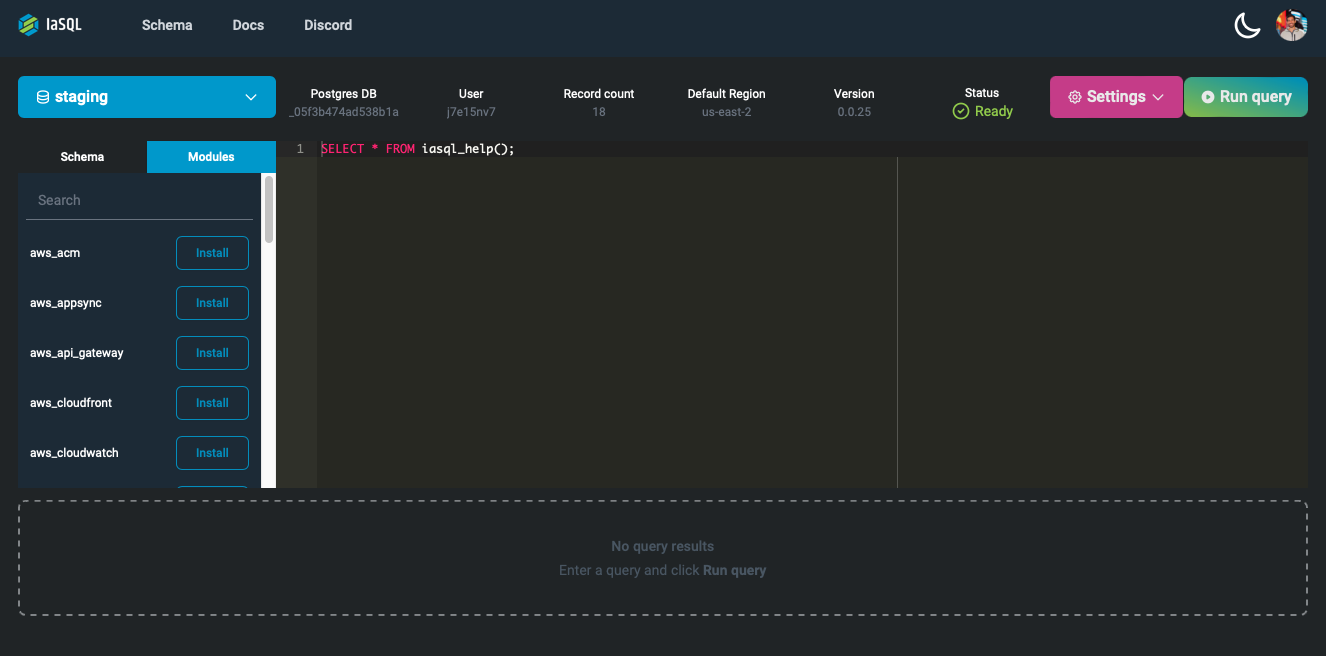 IaSQL
Schema
Docs
Discord
staging
Postgres DB
_05f3b474ad538b1a
User
j7e15nv7
Record count
18
Default Region
us-east-2
Version
0.0.25
Status
Ready
Settings
Run query
Schema
Modules
Search
aws_acm
Install
aws_appsync
Install
aws_api_gateway
Install
aws_cloudfront
Install
aws_cloudwatch
Install
1
SELECT * FROM iasql_help();
No query results
Enter a query and click Run query